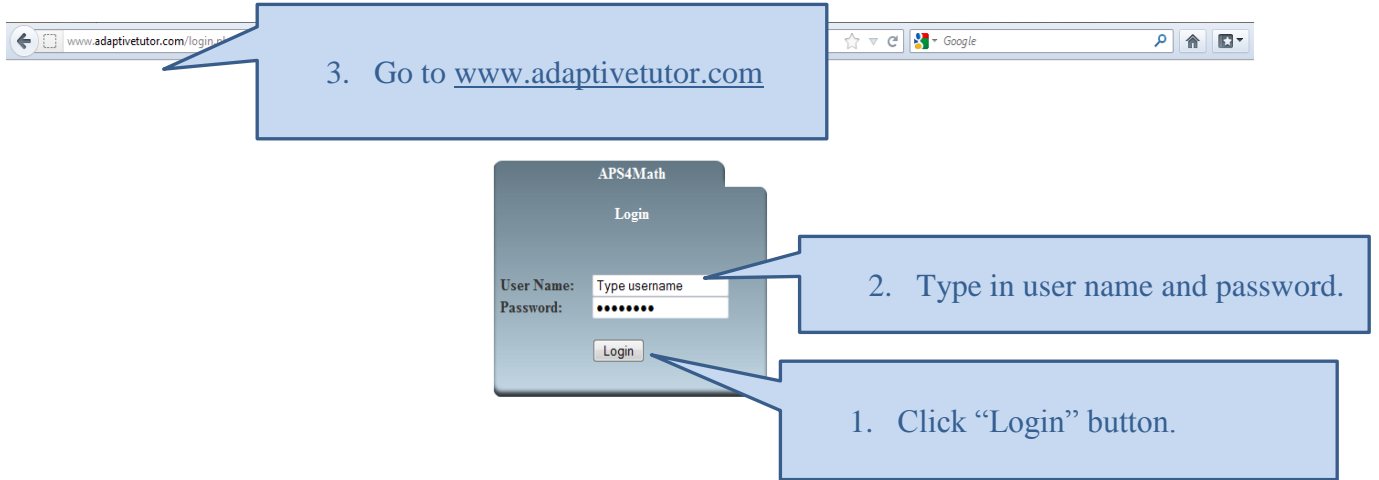 www.adaptivetutor.com/login.p
Google
3. Go to www.adaptivetutor.com
APS4Math
Login
User Name: Type username
Password: ••••••••
2. Type in user name and password.
Login
1. Click “Login” button.